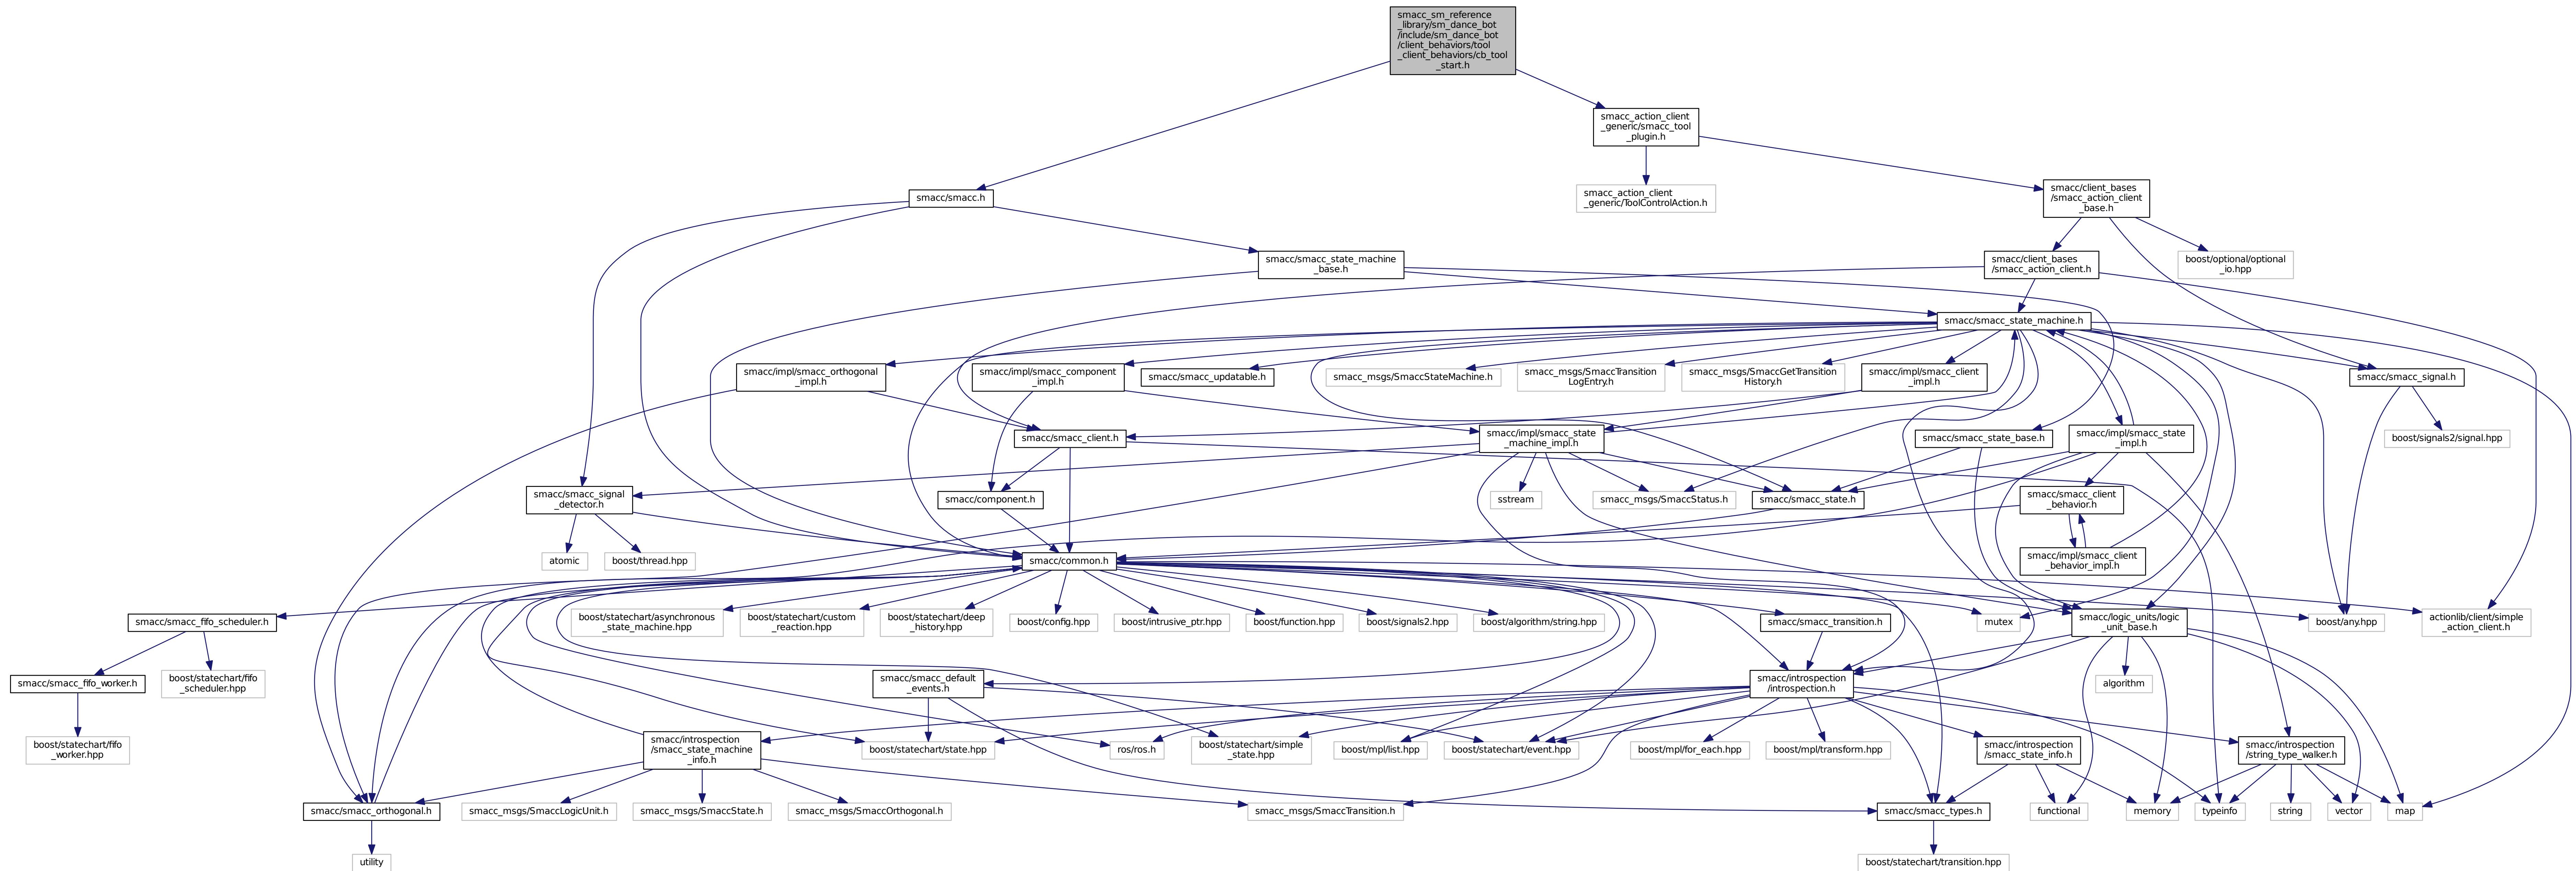 smacc_sm_reference
_library/sm_dance_bot
/include/sm_dance_bot
/client_behaviors/tool
_client_behaviors/cb_tool
_start.h
smacc_action_client
_generic/smacc_tool
_plugin.h
smacc/smacc.h
smacc_action_client
_generic/ToolControlAction.h
smacc/client_bases
/smacc_action_client
_base.h
smacc/smacc_state_machine
_base.h
smacc/client_bases
/smacc_action_client.h
boost/optional/optional
_io.hpp
smacc/smacc_state_machine.h
smacc/impl/smacc_orthogonal
_impl.h
smacc/impl/smacc_component
_impl.h
smacc/smacc_updatable.h
smacc_msgs/SmaccStateMachine.h
smacc_msgs/SmaccTransition
LogEntry.h
smacc_msgs/SmaccGetTransition
History.h
smacc/impl/smacc_client
_impl.h
smacc/smacc_signal.h
smacc/smacc_client.h
smacc/impl/smacc_state
_machine_impl.h
smacc/smacc_state_base.h
smacc/impl/smacc_state
_impl.h
boost/signals2/signal.hpp
smacc/smacc_signal
_detector.h
smacc/component.h
sstream
smacc_msgs/SmaccStatus.h
smacc/smacc_state.h
smacc/smacc_client
_behavior.h
atomic
boost/thread.hpp
smacc/common.h
smacc/impl/smacc_client
_behavior_impl.h
smacc/smacc_fifo_scheduler.h
boost/statechart/asynchronous
_state_machine.hpp
boost/statechart/custom
_reaction.hpp
boost/statechart/deep
_history.hpp
boost/config.hpp
boost/intrusive_ptr.hpp
boost/function.hpp
boost/signals2.hpp
boost/algorithm/string.hpp
smacc/smacc_transition.h
mutex
smacc/logic_units/logic
_unit_base.h
boost/any.hpp
actionlib/client/simple
_action_client.h
smacc/smacc_fifo_worker.h
boost/statechart/fifo
_scheduler.hpp
smacc/smacc_default
_events.h
smacc/introspection
/introspection.h
algorithm
boost/statechart/fifo
_worker.hpp
smacc/introspection
/smacc_state_machine
_info.h
boost/statechart/state.hpp
ros/ros.h
boost/statechart/simple
_state.hpp
boost/mpl/list.hpp
boost/statechart/event.hpp
boost/mpl/for_each.hpp
boost/mpl/transform.hpp
smacc/introspection
/smacc_state_info.h
smacc/introspection
/string_type_walker.h
smacc/smacc_orthogonal.h
smacc_msgs/SmaccLogicUnit.h
smacc_msgs/SmaccState.h
smacc_msgs/SmaccOrthogonal.h
smacc_msgs/SmaccTransition.h
smacc/smacc_types.h
functional
memory
typeinfo
string
vector
map
utility
boost/statechart/transition.hpp